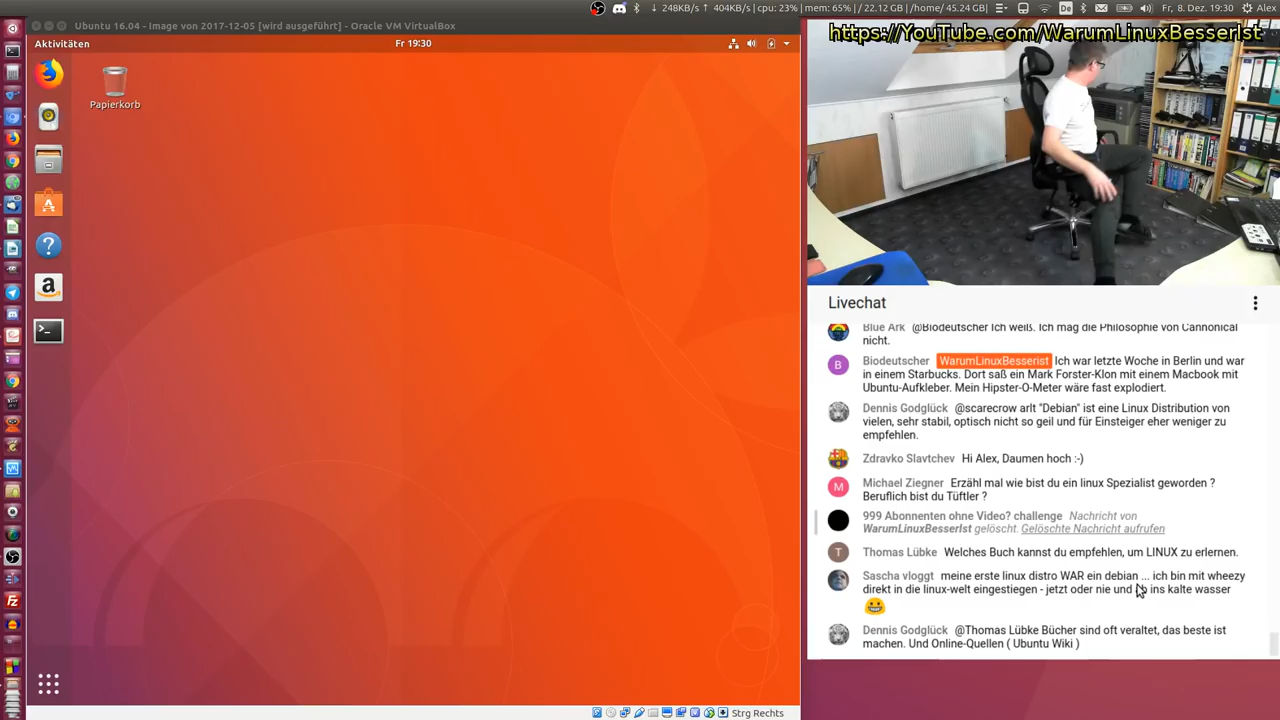 248KB/s 404KB/s cpu: 23% mem: 65% // 22.12 GB /home/ 45.24 GB De Fr, 8. Dez, 19:30 Alex
Ubuntu 16.04 - Image von 2017-12-05 [wird ausgeführt] - Oracle VM VirtualBox
Aktivitäten
Fr 19:30
Papierkorb
Strg Rechts
https://YouTube.com/WarumLinuxBesserIst
Livechat
Blue Ark @Biodeutscher Ich weiß. Ich mag die Philosophie von Cannonical
nicht.
Biodeutscher WarumLinuxBesserist Ich war letzte Woche in Berlin und war
in einem Starbucks. Dort saß ein Mark Forster-Klon mit einem Macbook mit
Ubuntu-Aufkleber. Mein Hipster-O-Meter wäre fast explodiert.
Dennis Godglück @scarecrow arlt "Debian" ist eine Linux Distribution von
vielen, sehr stabil, optisch nicht so geil und für Einsteiger eher weniger zu
empfehlen.
Zdravko Slavtchev Hi Alex, Daumen hoch :-)
M Michael Ziegner Erzähl mal wie bist du ein linux Spezialist geworden ?
Beruflich bist du Tüftler ?
999 Abonnenten ohne Video? challenge Nachricht von
WarumLinuxBesserIst gelöscht. Gelöschte Nachricht aufrufen
T Thomas Lübke Welches Buch kannst du empfehlen, um LINUX zu erlernen.
Sascha vloggt meine erste linux distro WAR ein debian ... ich bin mit wheezy
direkt in die linux-welt eingestiegen - jetzt oder nie und ins kalte wasser
Dennis Godglück @Thomas Lübke Bücher sind oft veraltet, das beste ist
machen. Und Online-Quellen ( Ubuntu Wiki )